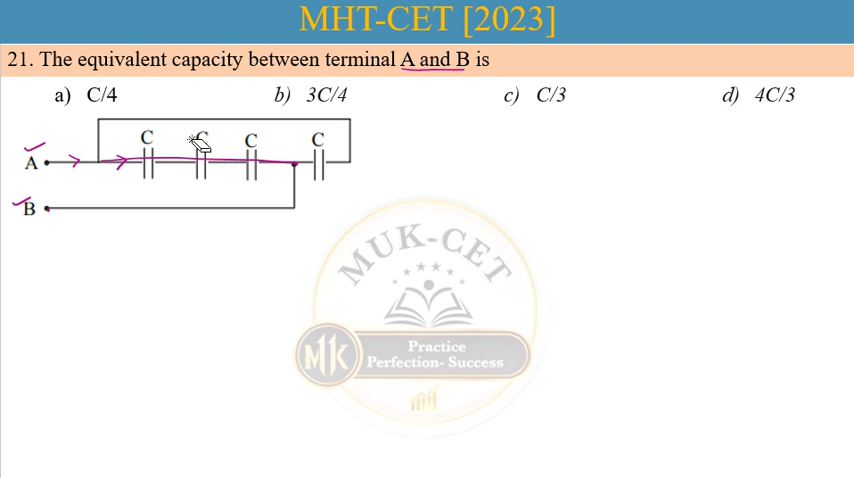 MHT-CET [2023]
21. The equivalent capacity between terminal A and B is
a) C/4 b) 3C/4 c) C/3 d) 4C/3
C C C C
A
B
MUK-CET
MK Practice
Perfection- Success